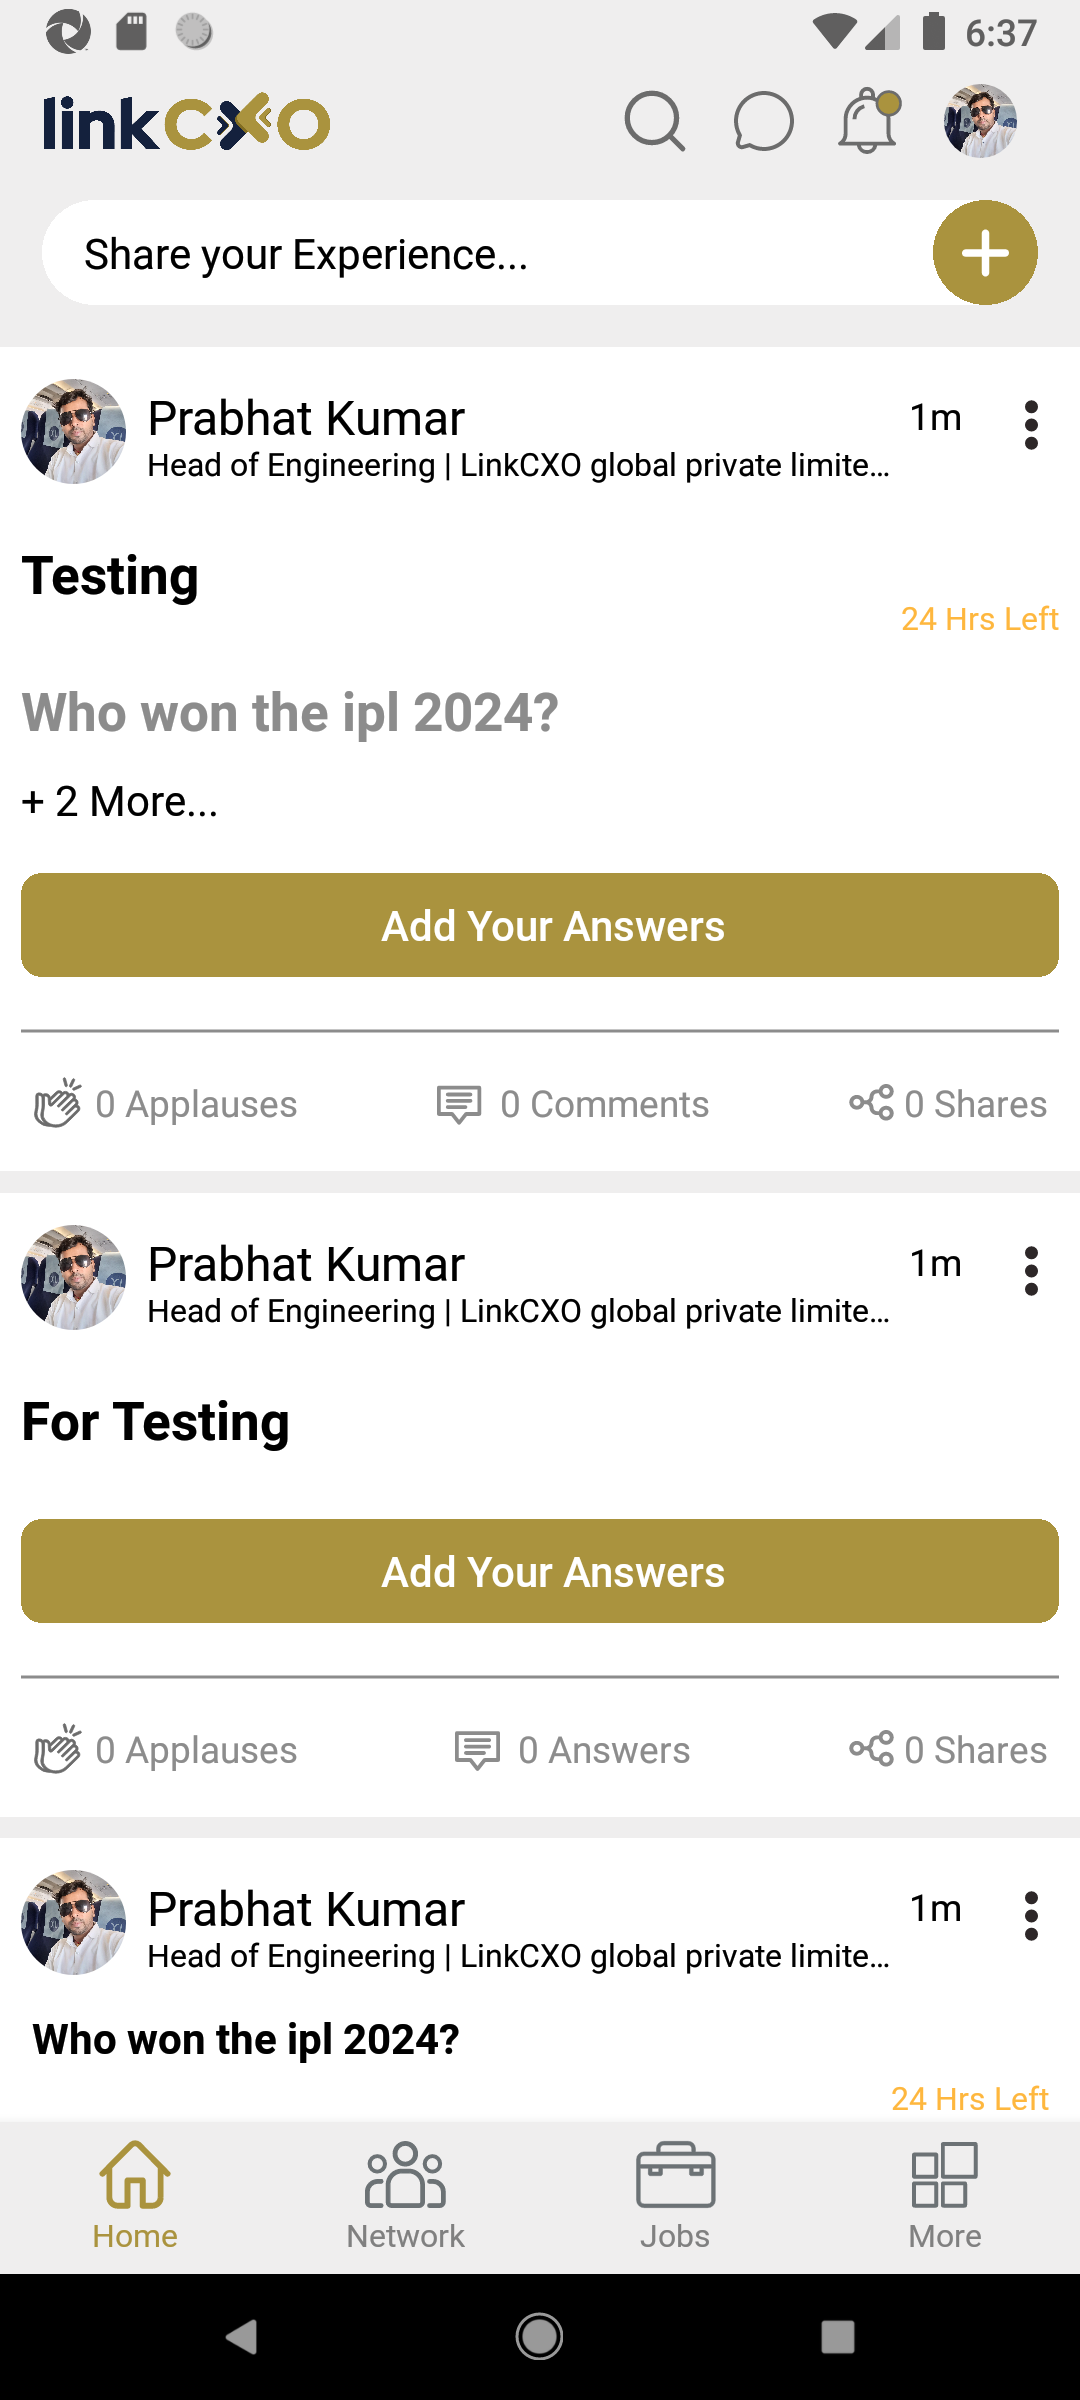 6:37
linkCXO
Share your Experience...
Prabhat Kumar
1m
Head of Engineering | LinkCXO global private limite...
Testing
24 Hrs Left
Who won the ipl 2024?
+ 2 More...
Add Your Answers
0 Applauses
0 Comments
0 Shares
Prabhat Kumar
1m
Head of Engineering | LinkCXO global private limite...
For Testing
Add Your Answers
0 Applauses
0 Answers
0 Shares
Prabhat Kumar
1m
Head of Engineering | LinkCXO global private limite...
Who won the ipl 2024?
24 Hrs Left
Home
Network
Jobs
More